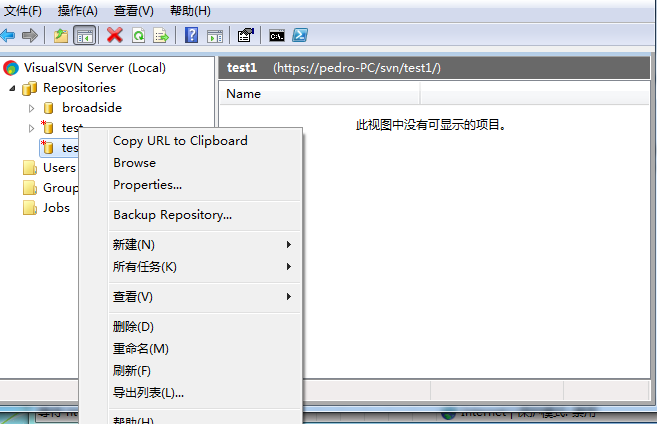 文件(F) 操作(A) 查看(V) 帮助(H)
VisualSVN Server (Local)
Repositories
broadside
test
tes
Users
Group
Jobs
test1 (https://pedro-PC/svn/test1/)
Name
此视图中没有可显示的项目。
Copy URL to Clipboard
Browse
Properties...
Backup Repository...
新建(N)
所有任务(K)
查看(V)
删除(D)
重命名(M)
刷新(F)
导出列表(L)...
帮助(H)
Internet | 保护模式: 禁用